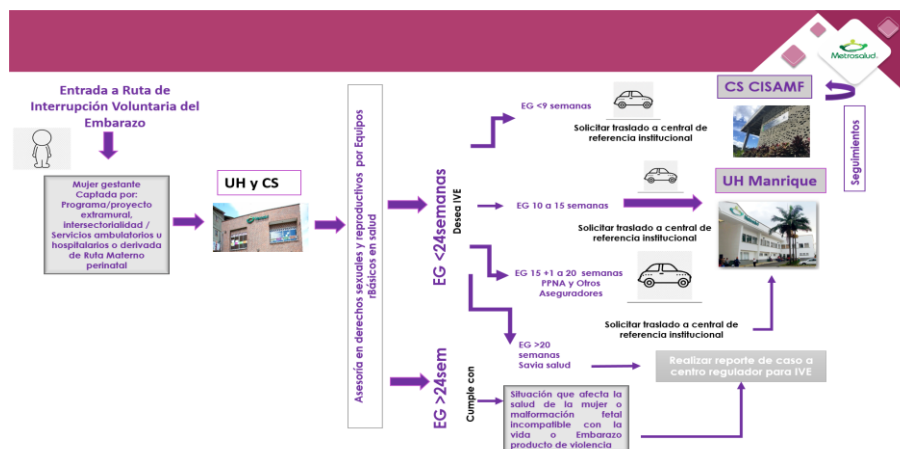 Metrosalud
Entrada a Ruta de
Interrupción Voluntaria del
Embarazo
Mujer gestante
Captada por:
Programa/proyecto
extramural,
intersectorialidad /
Servicios ambulatorios u
hospitalarios o derivada
de Ruta Materno
perinatal
UH y CS
Asesoría en derechos sexuales y reproductivos por Equipos
rBásicos en salud
EG <24semanas
Desea IVE
EG >24sem
Cumple con
EG <9 semanas
Solicitar traslado a central de
referencia institucional
CS CISAMF
Seguimientos
EG 10 a 15 semanas
Solicitar traslado a central de
referencia institucional
UH Manrique
EG 15 +1 a 20 semanas
PPNA y Otros
Aseguradores
Solicitar traslado a central de
referencia institucional
EG >20
semanas
Savia salud
Realizar reporte de caso a
centro regulador para IVE
Situación que afecta la
salud de la mujer o
malformación fetal
incompatible con la
vida o Embarazo
producto de violencia